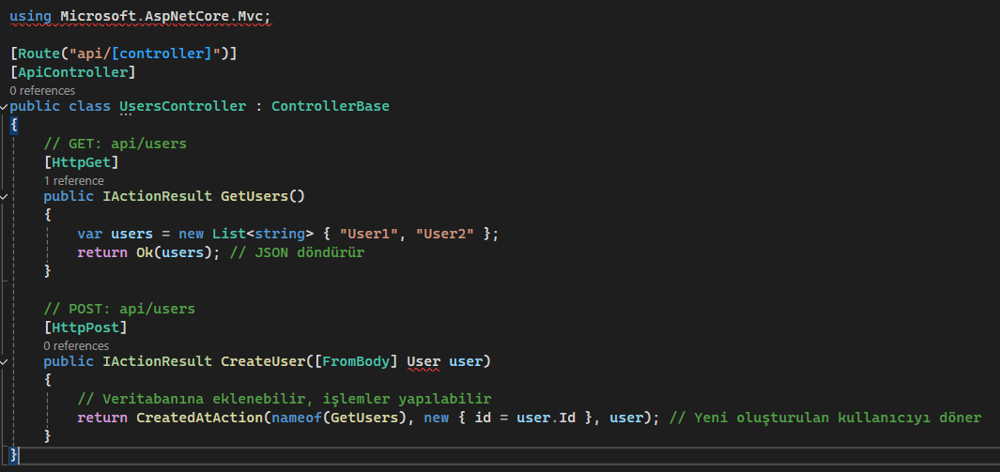 using Microsoft.AspNetCore.Mvc;
[Route("api/[controller]")]
[ApiController]
0 references
public class UsersController : ControllerBase
{
// GET: api/users
[HttpGet]
1 reference
public IActionResult GetUsers()
{
var users = new List<string> { "User1", "User2" };
return Ok(users); // JSON döndürür
}
// POST: api/users
[HttpPost]
0 references
public IActionResult CreateUser([FromBody] User user)
{
// Veritabanına eklenebilir, işlemler yapılabilir
return CreatedAtAction(nameof(GetUsers), new { id = user.Id }, user); // Yeni oluşturulan kullanıcıyı döner
}
}